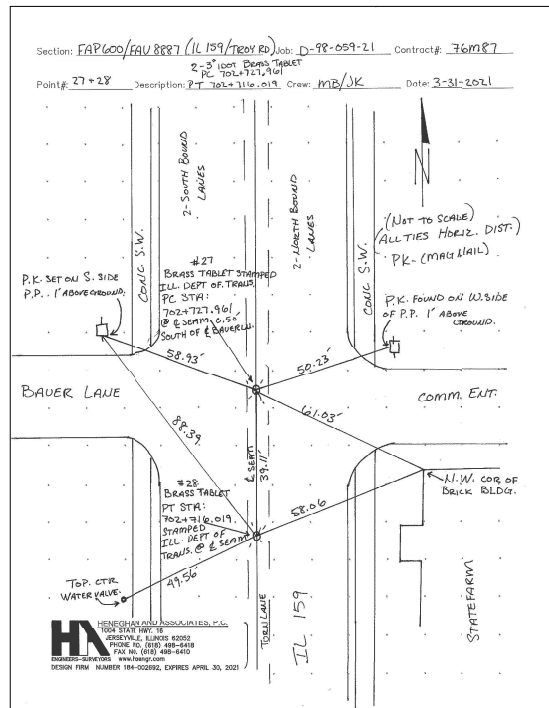 Section: FAP600/FAU 8887 (IL 159/TROY RD) Job: D-98-059-21 Contract#: 76M87
2-3" IDOT BRASS TABLET
PC 702+727.961
Point#: 27+28 Description: PT 702+716.019 Crew: MB/JK Date: 3-31-2021
2-SOUTH BOUND
LANES
2-NORTH BOUND
LANES
CONC S.W.
CONC S.W.
N
(NOT TO SCALE)
ALL TIES HORIZ. DIST.)
PK- (MAG NAIL)
#27
BRASS TABLET STAMPED
ILL. DEPT OF. TRANS.
PC STA:
702+727.961
@ ℄ SEAM 0.50'
SOUTH OF ℄ BAUER LN.
P.K. SET ON S. SIDE
P.P. 1' ABOVE GROUND.
P.K. FOUND ON W. SIDE
OF P.P. 1' ABOVE
GROUND.
58.93'
50.23'
BAUER LANE
COMM. ENT.
61.03'
88.39
℄ SEAM
39.11'
58.06
N.W. COR OF
BRICK BLDG.
#28
BRASS TABLET
PT STA:
702+716.019.
STAMPED
ILL. DEPT OF
TRANS. @ ℄ SEAM
49.56
TOP. CTR
WATER VALVE.
TURN LANE
IL 159
STATEFARM
HA
HENEGHAN AND ASSOCIATES, P.C.
1004 STATE HWY. 16
JERSEYVILLE, ILLINOIS 62052
PHONE NO. (618) 498-6418
FAX NO. (618) 498-6410
ENGINEERS-SURVEYORS www.haengr.com
DESIGN FIRM NUMBER 184-002692, EXPIRES APRIL 30, 2021